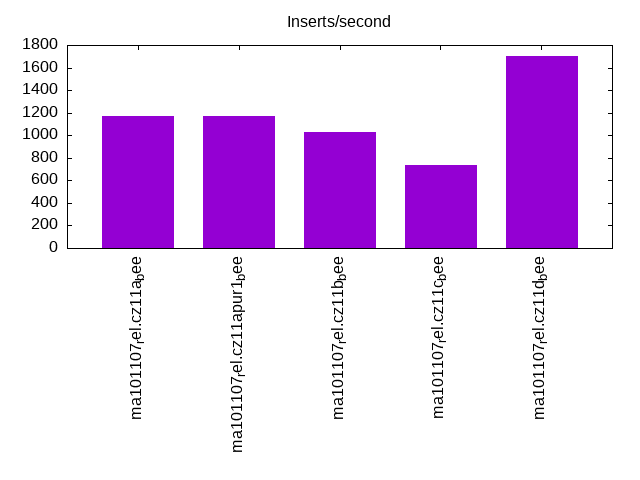 Inserts/second
1800
1600
1400
1200
1000
800
600
400
200
0
ma101107rel.cz11abee
ma101107rel.cz11apur1bee
ma101107rel.cz11bbee
ma101107rel.cz11cbee
ma101107rel.cz11dbee